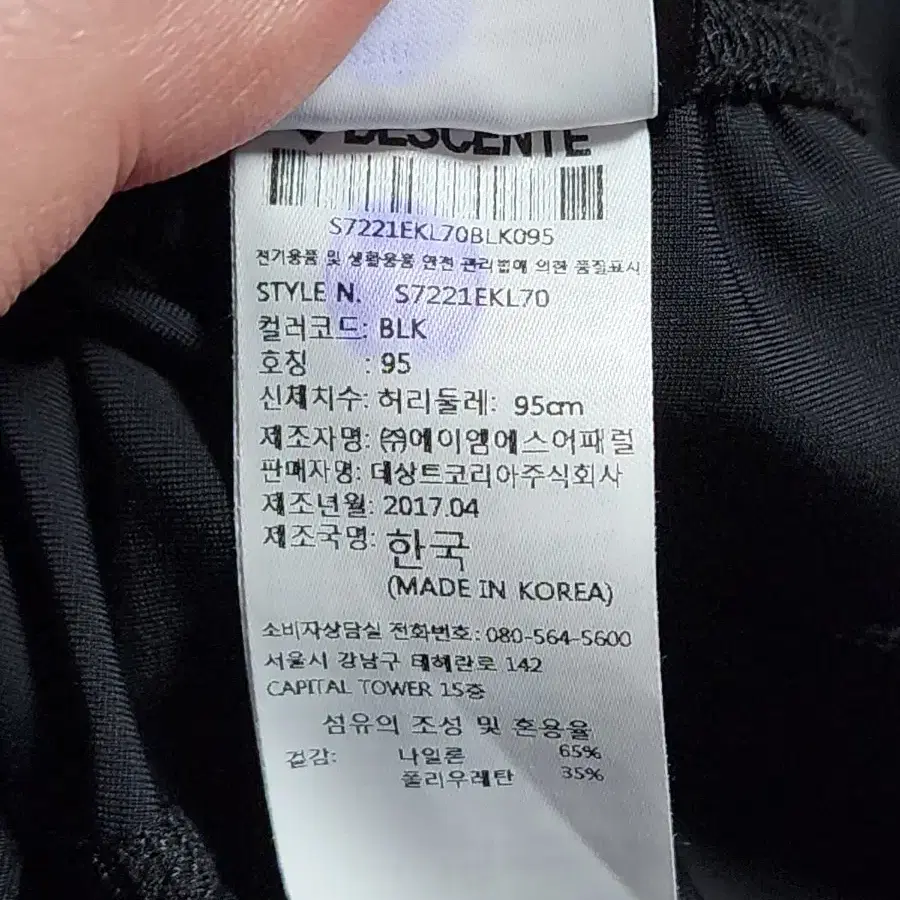 DESCENTE
S7221EKL70BLK095
전기용품 및 생활용품 안전 관리법에 의한 품질표시
STYLE N. S7221EKL70
컬러코드: BLK
호칭 : 95
신체치수: 허리둘레: 95cm
제조자명: ㈜에이엠에스어패럴
판매자명: 데상트코리아주식회사
제조년월: 2017.04
제조국명: 한국
(MADE IN KOREA)
소비자상담실 전화번호: 080-564-5600
서울시 강남구 테헤란로 142
CAPITAL TOWER 15층
섬유의 조성 및 혼용율
겉감: 나일론 65%
폴리우레탄 35%